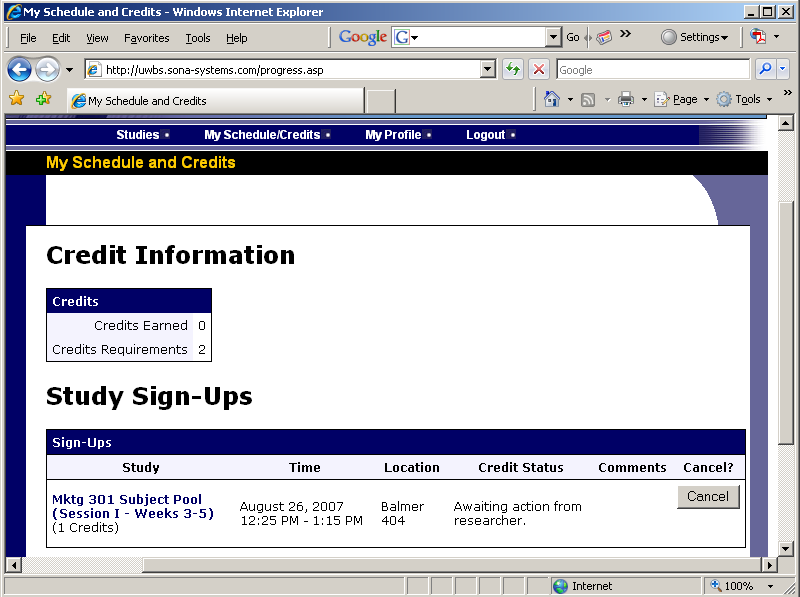 My Schedule and Credits - Windows Internet Explorer
File Edit View Favorites Tools Help
Google G Go Settings
http://uwbs.sona-systems.com/progress.asp Google
My Schedule and Credits Page Tools
Studies My Schedule/Credits My Profile Logout
My Schedule and Credits
Credit Information
Credits
Credits Earned 0
Credits Requirements 2
Study Sign-Ups
Sign-Ups
Study Time Location Credit Status Comments Cancel?
Mktg 301 Subject Pool
(Session I - Weeks 3-5)
(1 Credits)
August 26, 2007
12:25 PM - 1:15 PM
Balmer
404
Awaiting action from
researcher.
Cancel
Internet 100%